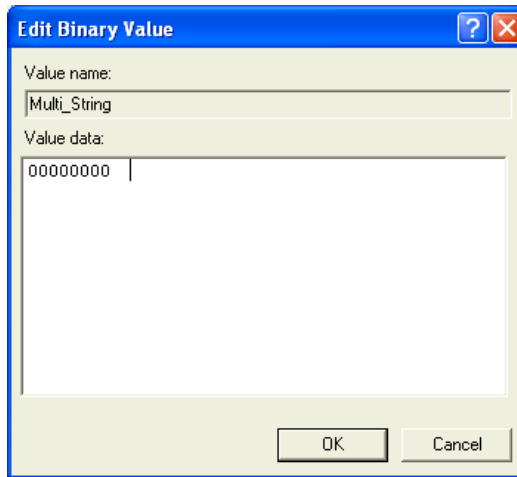 Edit Binary Value
Value name:
Multi_String
Value data:
00000000
OK Cancel